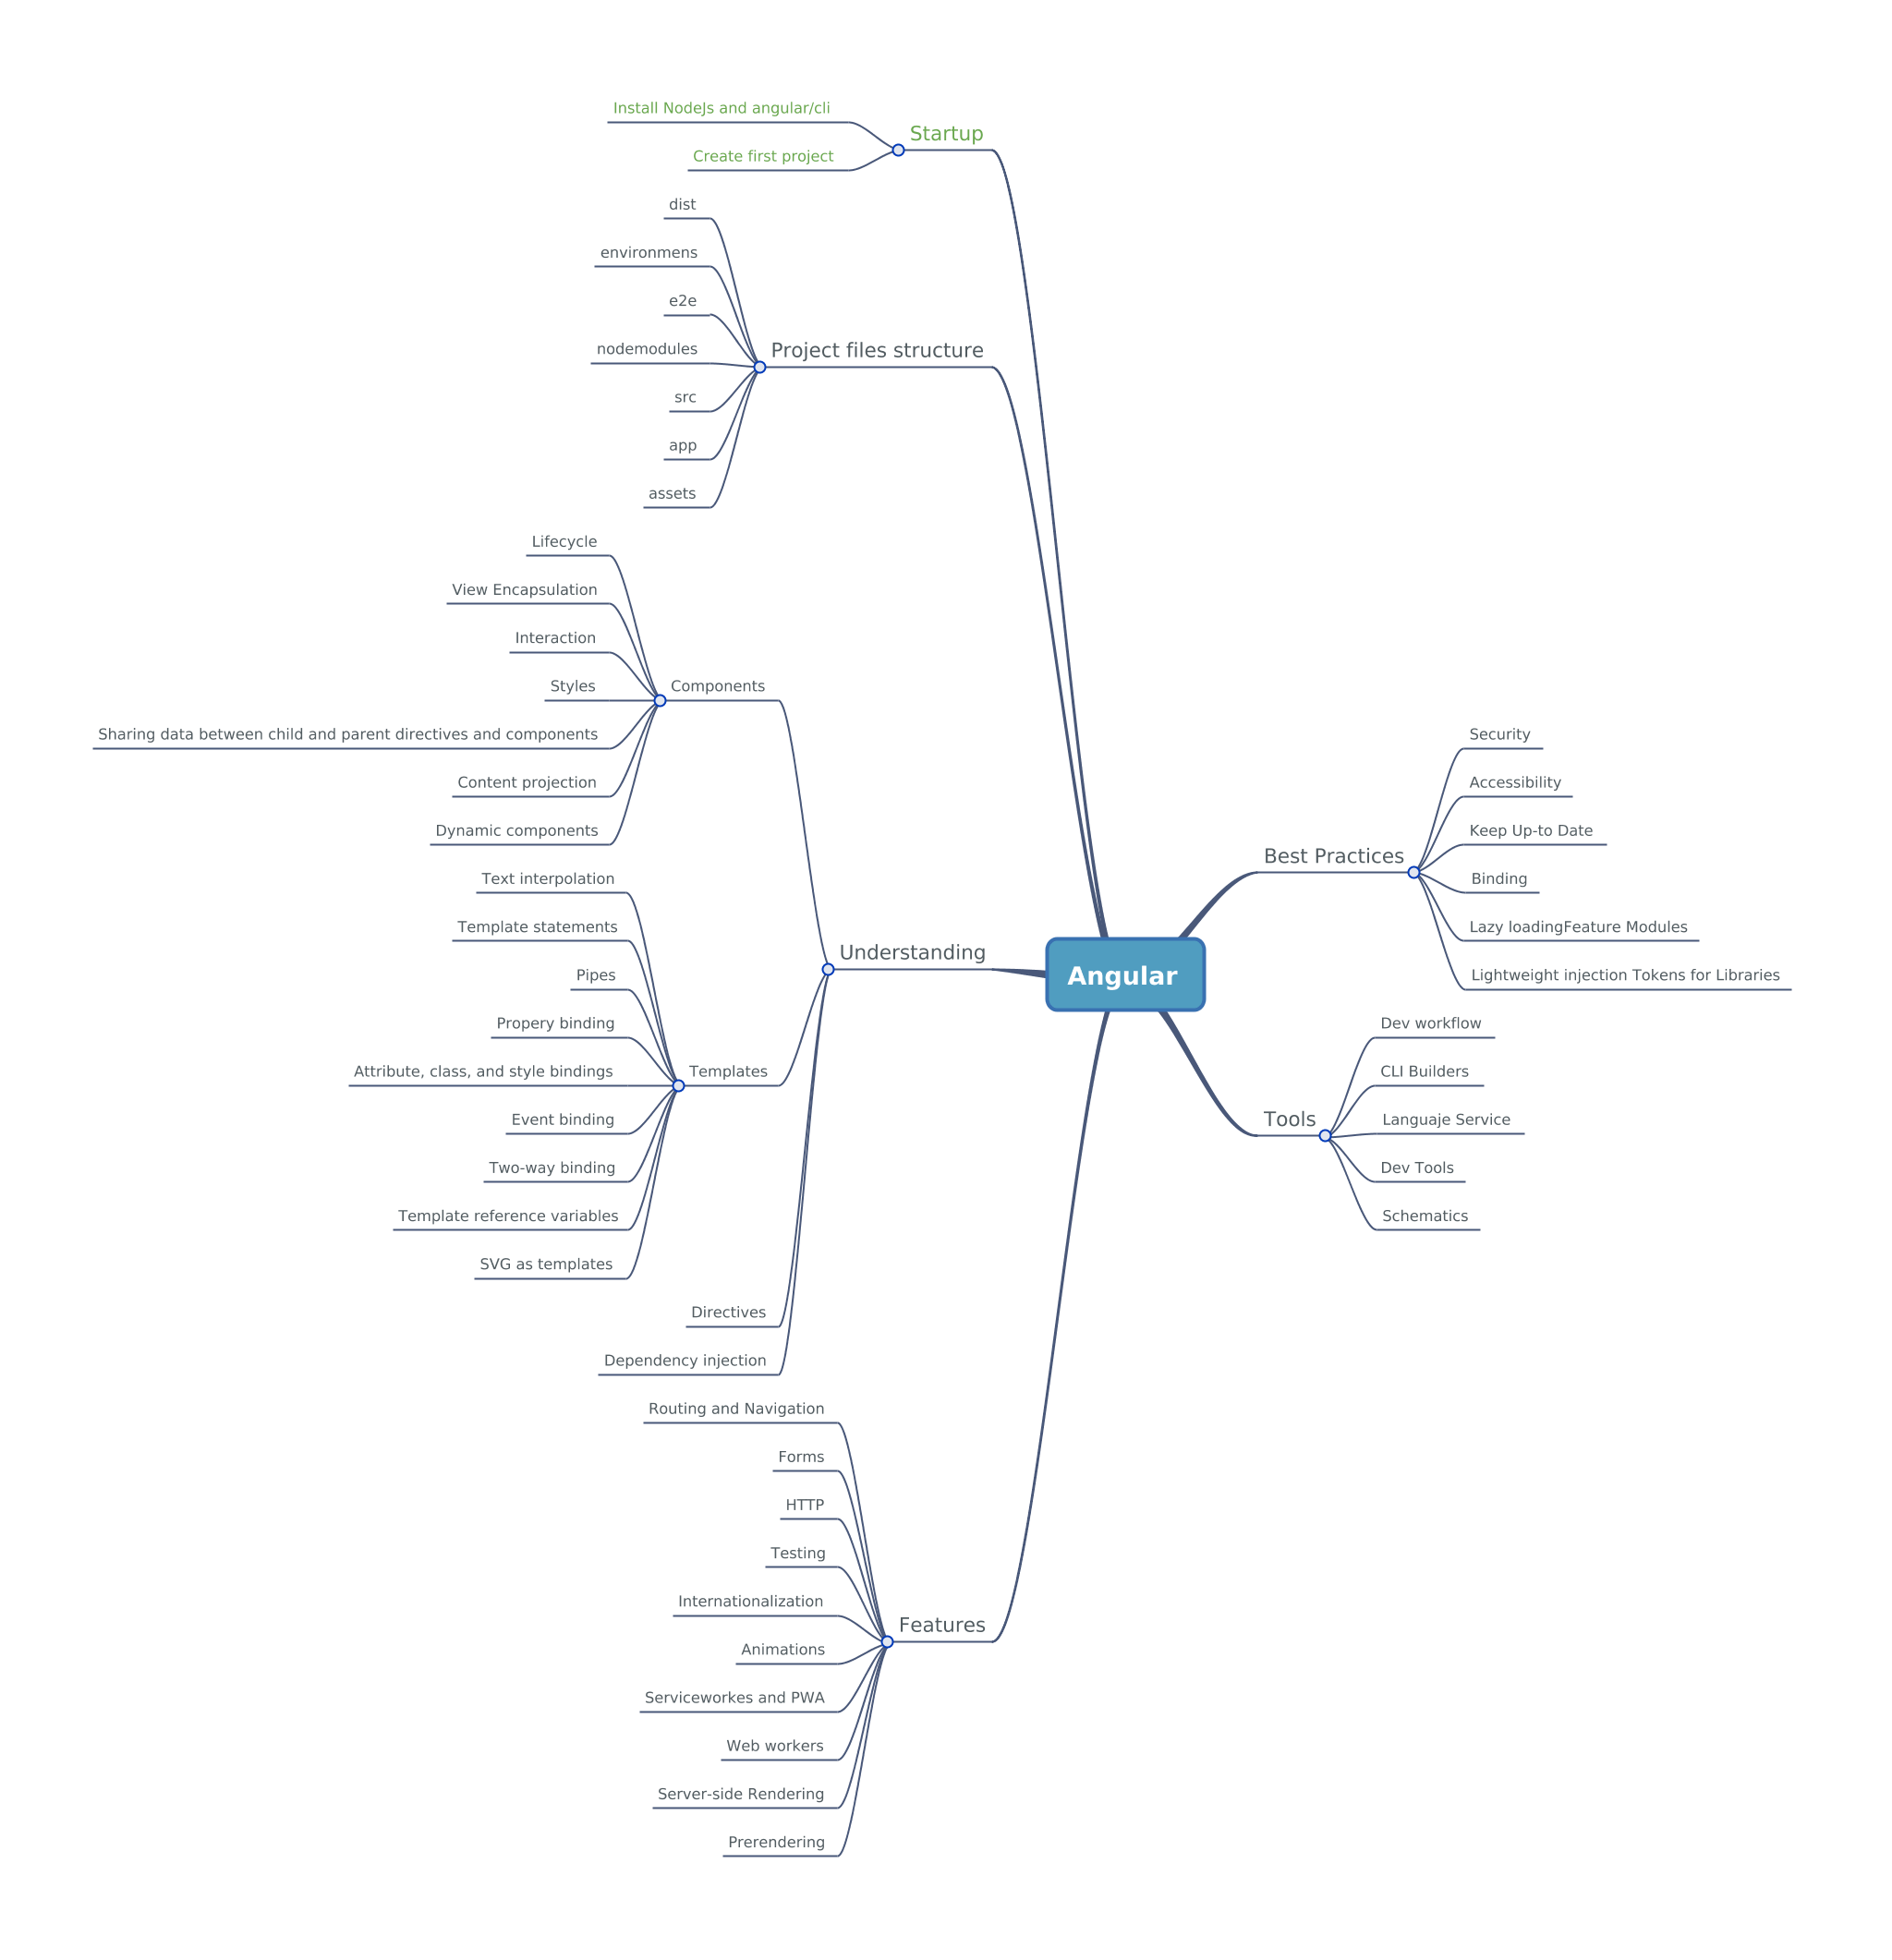 Angular
Startup
Install NodeJs and angular/cli
Create first project
Project files structure
dist
environmens
e2e
nodemodules
src
app
assets
Understanding
Components
Lifecycle
View Encapsulation
Interaction
Styles
Sharing data between child and parent directives and components
Content projection
Dynamic components
Templates
Text interpolation
Template statements
Pipes
Propery binding
Attribute, class, and style bindings
Event binding
Two-way binding
Template reference variables
SVG as templates
Directives
Dependency injection
Features
Routing and Navigation
Forms
HTTP
Testing
Internationalization
Animations
Serviceworkes and PWA
Web workers
Server-side Rendering
Prerendering
Best Practices
Security
Accessibility
Keep Up-to Date
Binding
Lazy loadingFeature Modules
Lightweight injection Tokens for Libraries
Tools
Dev workflow
CLI Builders
Languaje Service
Dev Tools
Schematics